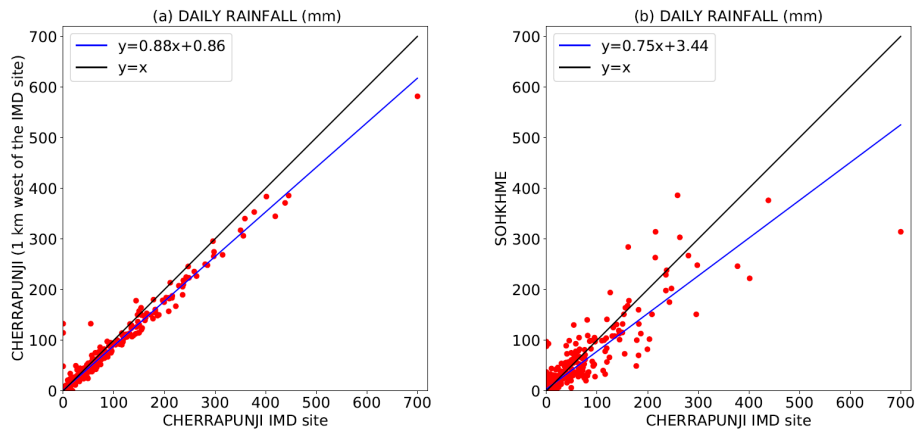 (a) DAILY RAINFALL (mm)
y=0.88x+0.86
y=x
CHERRAPUNJI (1 km west of the IMD site)
700
600
500
400
300
200
100
0
0 100 200 300 400 500 600 700
CHERRAPUNJI IMD site
(b) DAILY RAINFALL (mm)
y=0.75x+3.44
y=x
SOHKHME
700
600
500
400
300
200
100
0
0 100 200 300 400 500 600 700
CHERRAPUNJI IMD site